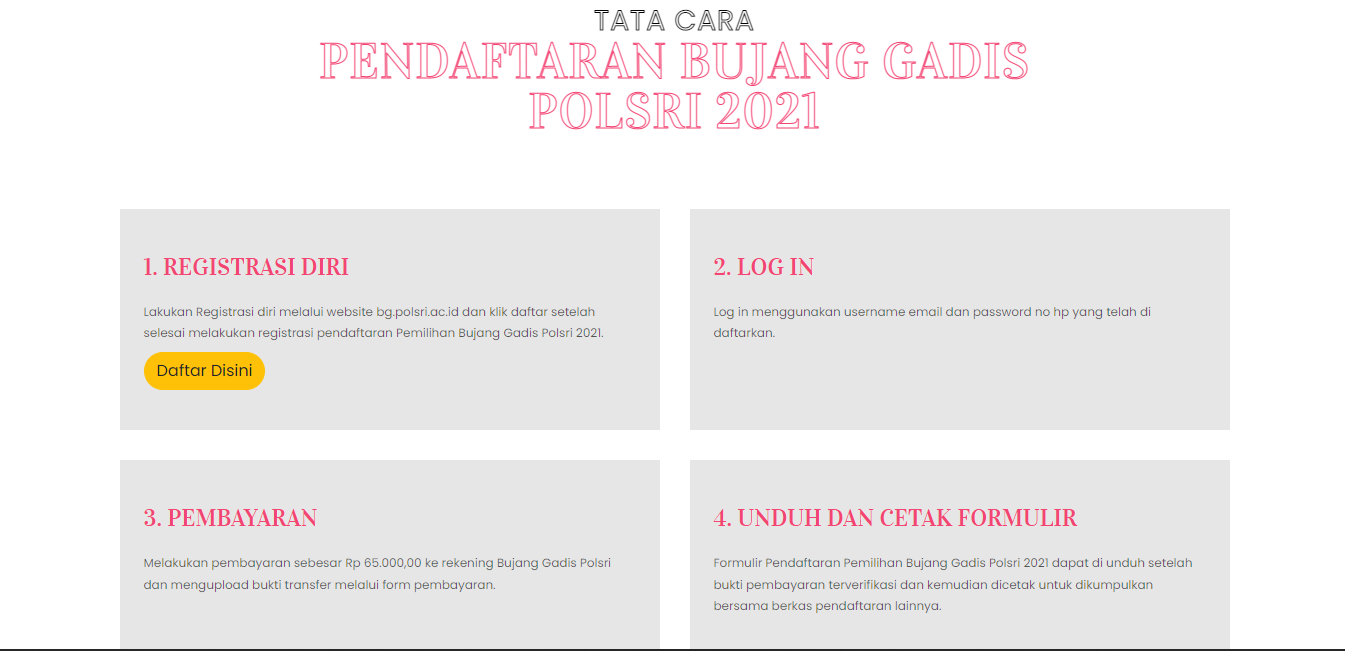 TATA CARA
PENDAFTARAN BUJANG GADIS
POLSRI 2021
1. REGISTRASI DIRI
Lakukan Registrasi diri melalui website bg.polsri.ac.id dan klik daftar setelah
selesai melakukan registrasi pendaftaran Pemilihan Bujang Gadis Polsri 2021.
Daftar Disini
2. LOG IN
Log in menggunakan username email dan password no hp yang telah di
daftarkan.
3. PEMBAYARAN
Melakukan pembayaran sebesar Rp 65.000,00 ke rekening Bujang Gadis Polsri
dan mengupload bukti transfer melalui form pembayaran.
4. UNDUH DAN CETAK FORMULIR
Formulir Pendaftaran Pemilihan Bujang Gadis Polsri 2021 dapat di unduh setelah
bukti pembayaran terverifikasi dan kemudian dicetak untuk dikumpulkan
bersama berkas pendaftaran lainnya.